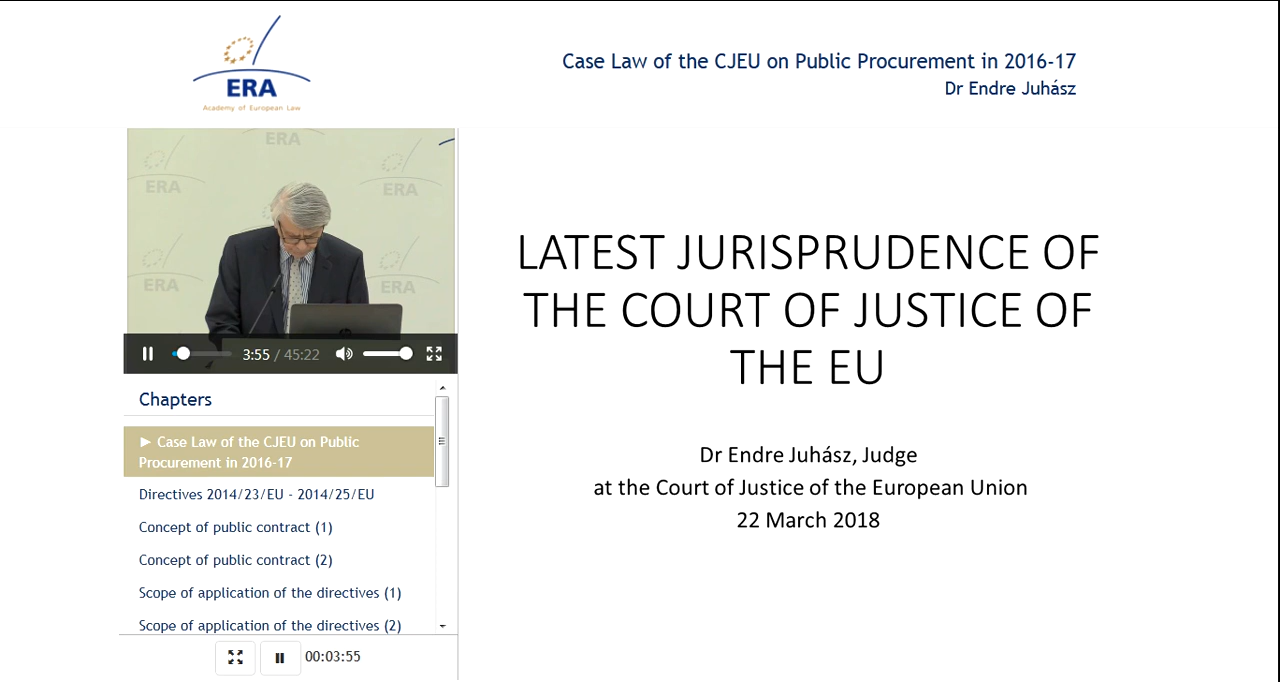 ERA
Academy of European Law
Case Law of the CJEU on Public Procurement in 2016-17
Dr Endre Juhász
ERA
ERA
ERA
ERA
ERA
3:55 / 45:22
Chapters
► Case Law of the CJEU on Public
Procurement in 2016-17
Directives 2014/23/EU - 2014/25/EU
Concept of public contract (1)
Concept of public contract (2)
Scope of application of the directives (1)
Scope of application of the directives (2)
00:03:55
LATEST JURISPRUDENCE OF
THE COURT OF JUSTICE OF
THE EU
Dr Endre Juhász, Judge
at the Court of Justice of the European Union
22 March 2018